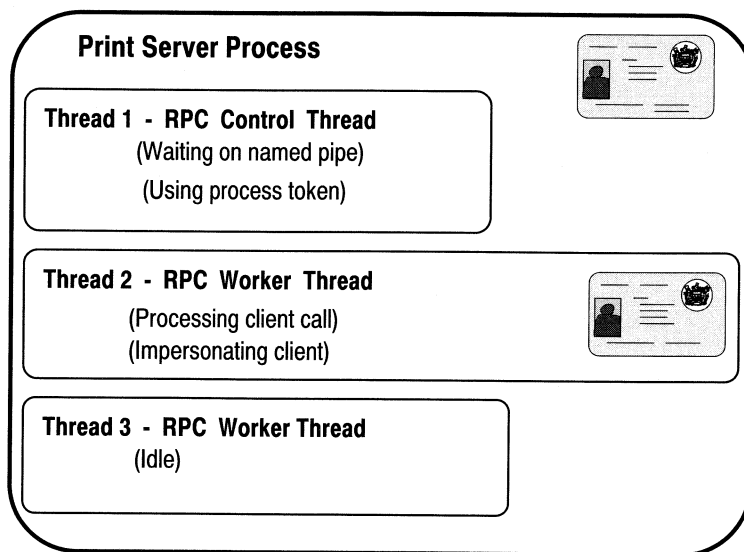 Print Server Process
Thread 1 - RPC Control Thread
(Waiting on named pipe)
(Using process token)
Thread 2 - RPC Worker Thread
(Processing client call)
(Impersonating client)
Thread 3 - RPC Worker Thread
(Idle)